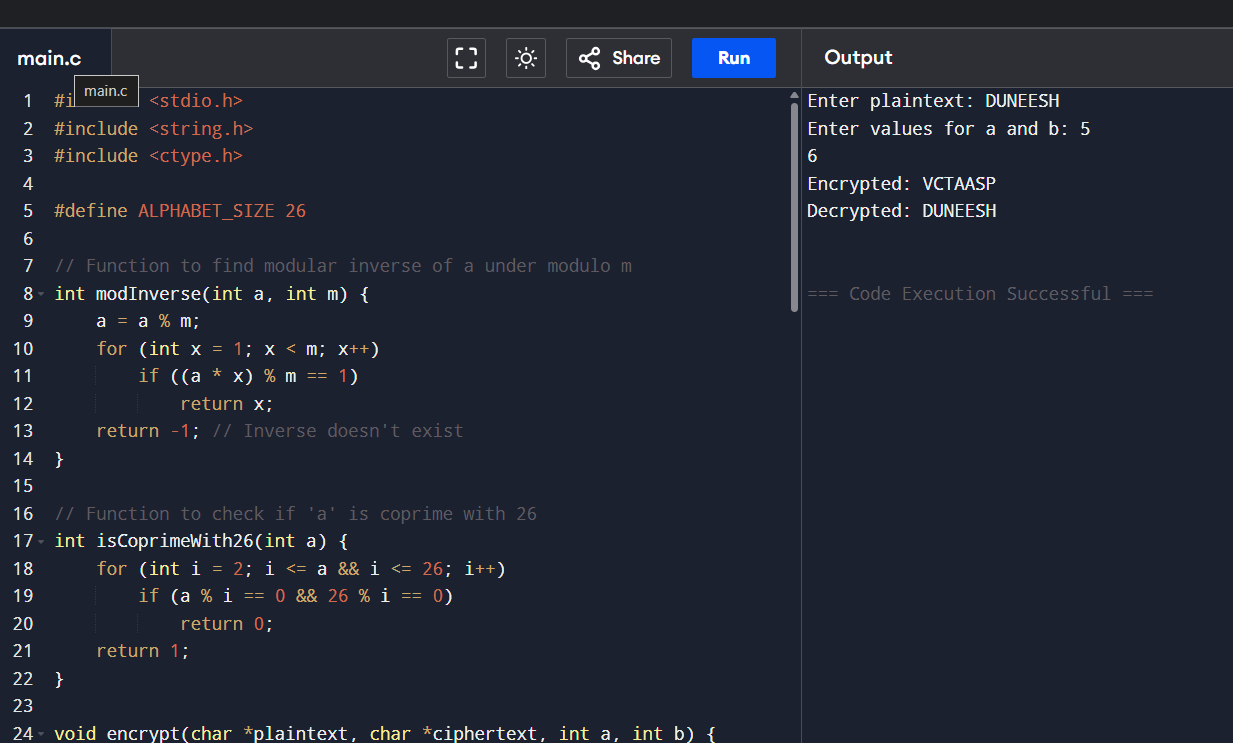 main.c
Share
Run
Output
main.c
1 #i <stdio.h>
2 #include <string.h>
3 #include <ctype.h>
4
5 #define ALPHABET_SIZE 26
6
7 // Function to find modular inverse of a under modulo m
8 int modInverse(int a, int m) {
9     a = a % m;
10     for (int x = 1; x < m; x++)
11         if ((a * x) % m == 1)
12             return x;
13     return -1; // Inverse doesn't exist
14 }
15
16 // Function to check if 'a' is coprime with 26
17 int isCoprimeWith26(int a) {
18     for (int i = 2; i <= a && i <= 26; i++)
19         if (a % i == 0 && 26 % i == 0)
20             return 0;
21     return 1;
22 }
23
24 void encrypt(char *plaintext, char *ciphertext, int a, int b) {
Enter plaintext: DUNEESH
Enter values for a and b: 5
6
Encrypted: VCTAASP
Decrypted: DUNEESH
=== Code Execution Successful ===